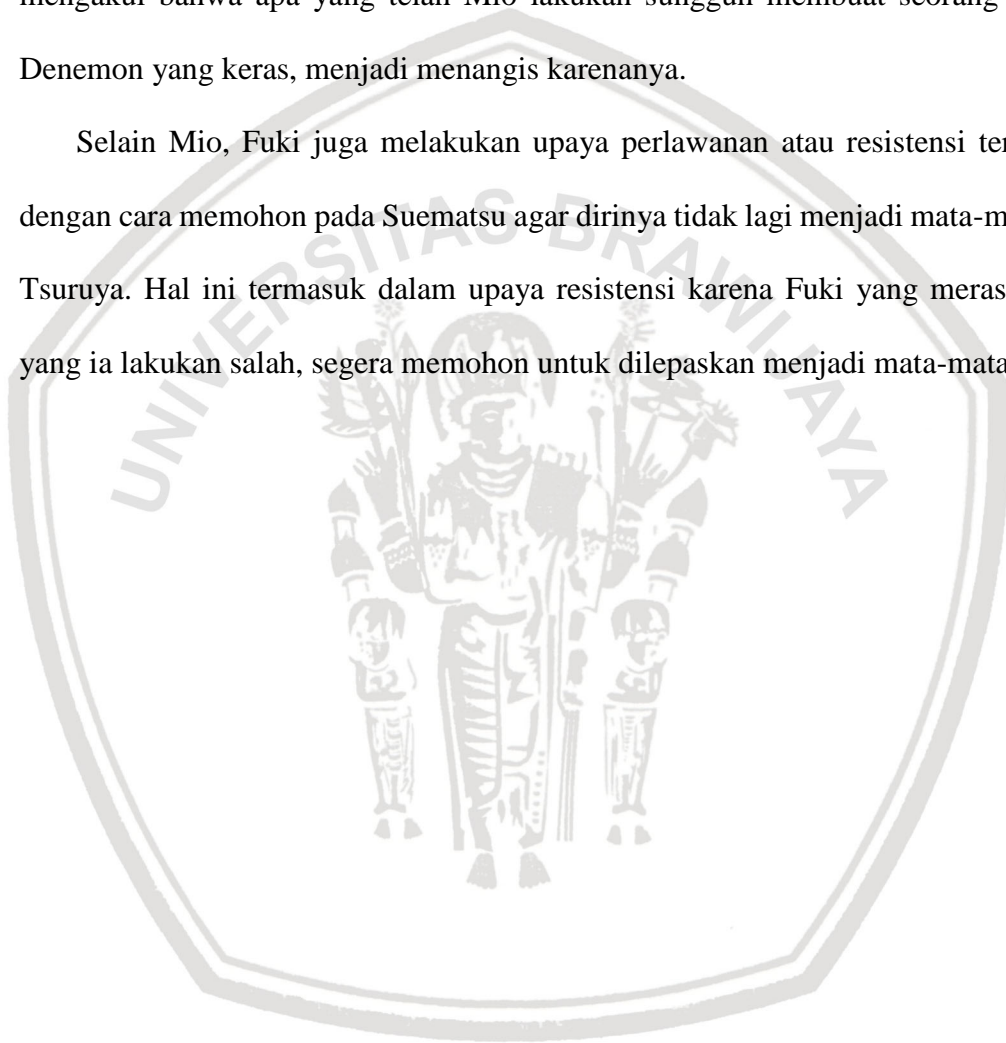 Denemon yang keras, menjadi menangis karenanya.
Selain Mio, Fuki juga melakukan upaya perlawanan atau resistensi
dengan cara memohon pada Suematsu agar dirinya tidak lagi menjadi
Tsuruya. Hal ini termasuk dalam upaya resistensi karena Fuki yang
yang ia lakukan salah, segera memohon untuk dilepaskan menjadi mata-mata
UNIVERSITAS BRAWIJAYA